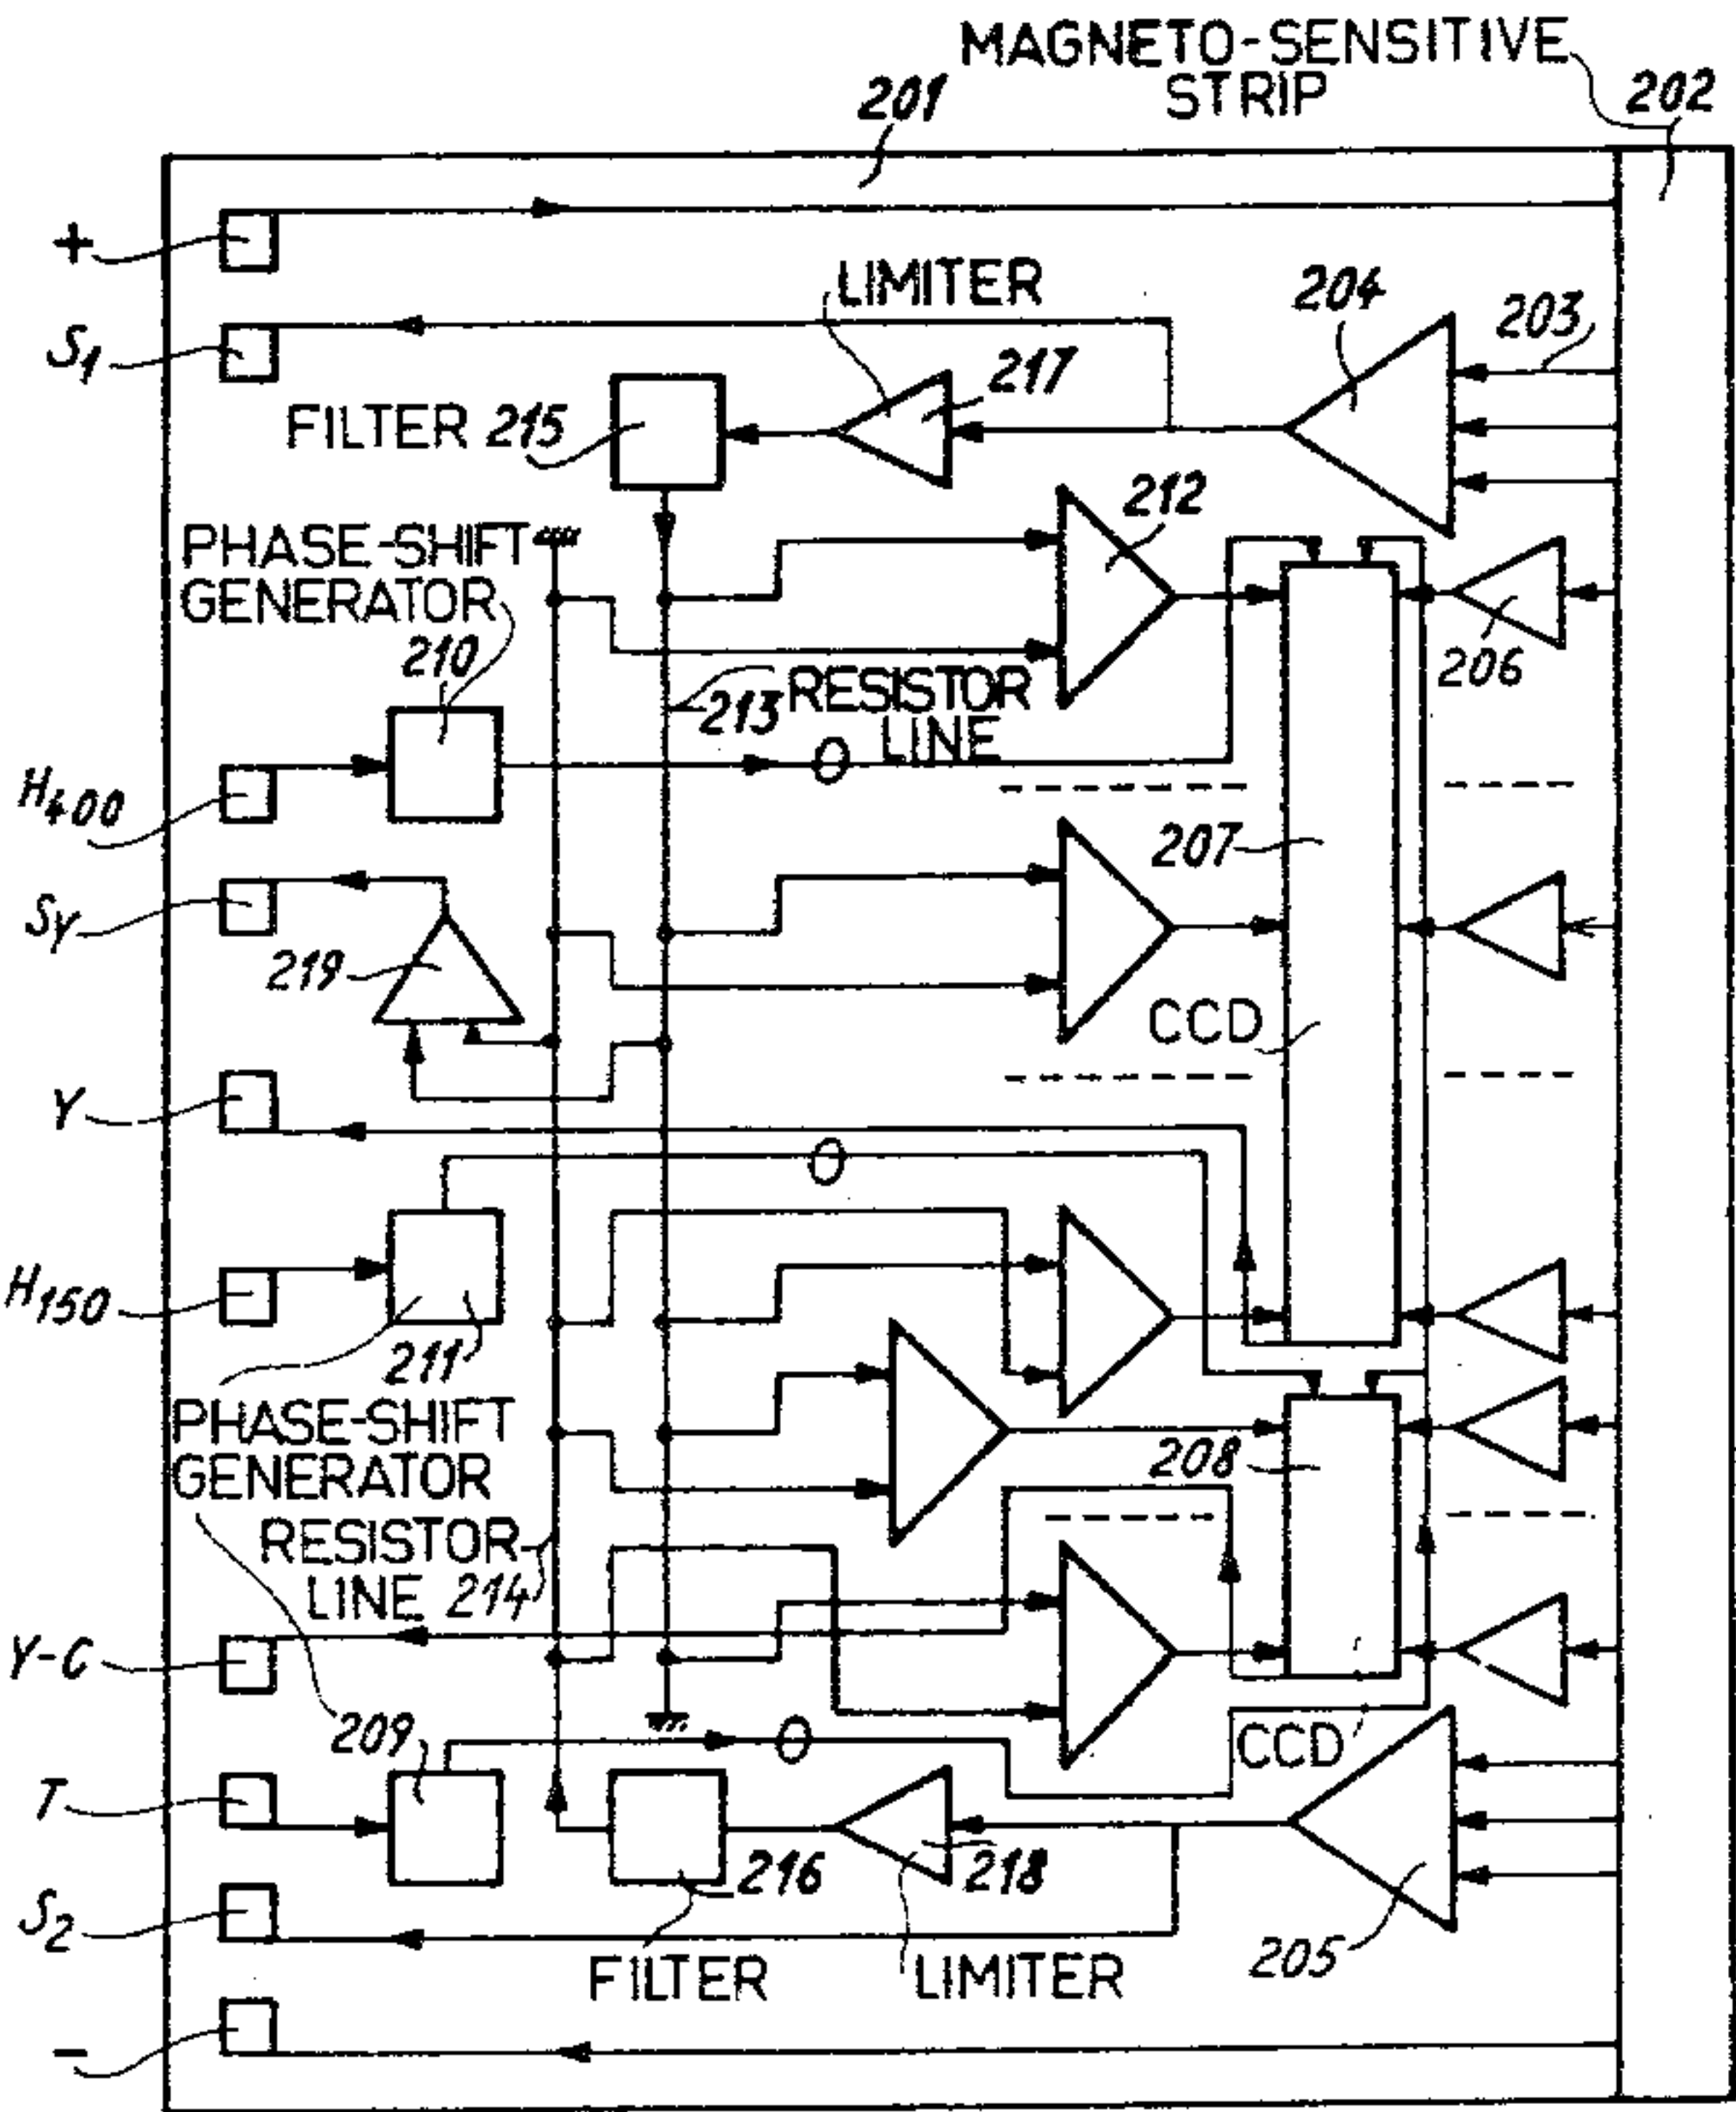 MAGNETO-SENSITIVE
STRIP
201
202
+
S1
LIMITER
204
203
217
FILTER 215
212
PHASE-SHIFT
GENERATOR
210
206
213
RESISTOR
LINE
H400
207
SY
219
CCD
Y
H150
211
PHASE-SHIFT
GENERATOR
208
RESISTOR
LINE 214
Y-C
209
CCD
T
216
218
S2
205
FILTER
LIMITER
-